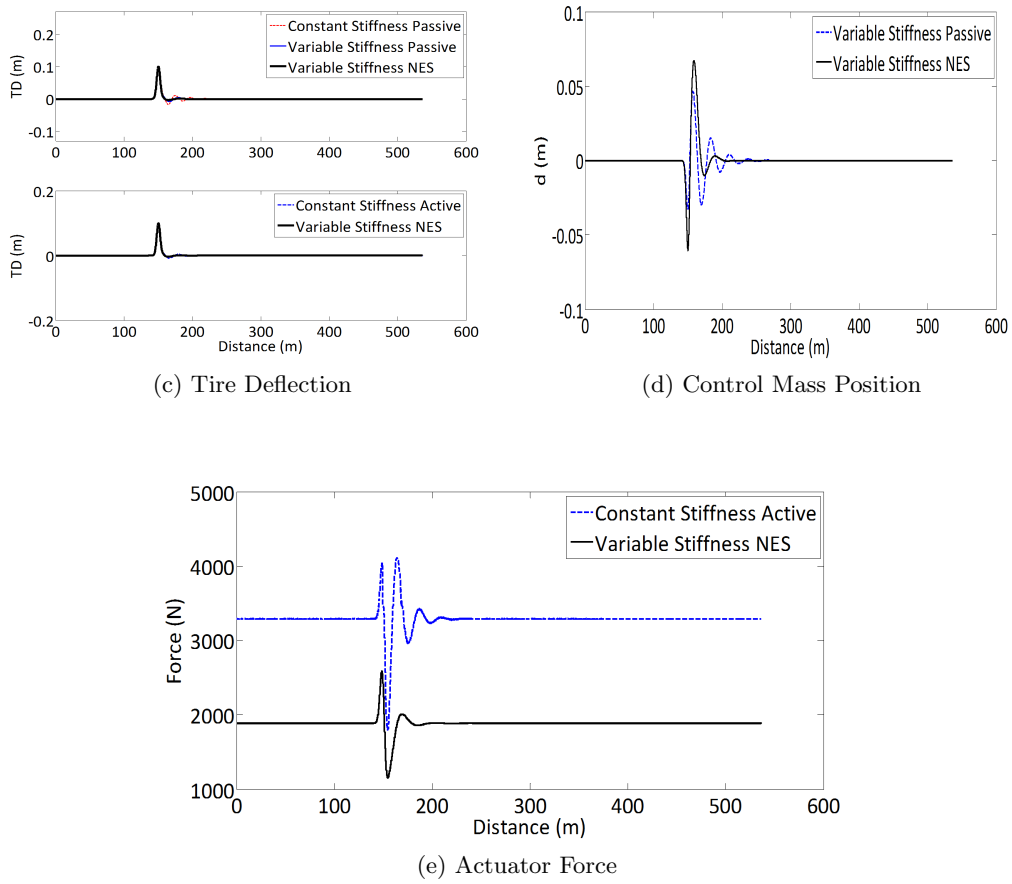 TD (m)
0.2
0.1
0
-0.1
Constant Stiffness Passive
Variable Stiffness Passive
Variable Stiffness NES
0 100 200 300 400 500 600
TD (m)
0.2
0
-0.2
Constant Stiffness Active
Variable Stiffness NES
0 100 200 300 400 500 600
Distance (m)
(c) Tire Deflection
d (m)
0.1
0.05
0
-0.05
-0.1
Variable Stiffness Passive
Variable Stiffness NES
0 100 200 300 400 500 600
Distance (m)
(d) Control Mass Position
Force (N)
5000
4000
3000
2000
1000
Constant Stiffness Active
Variable Stiffness NES
0 100 200 300 400 500 600
Distance (m)
(e) Actuator Force